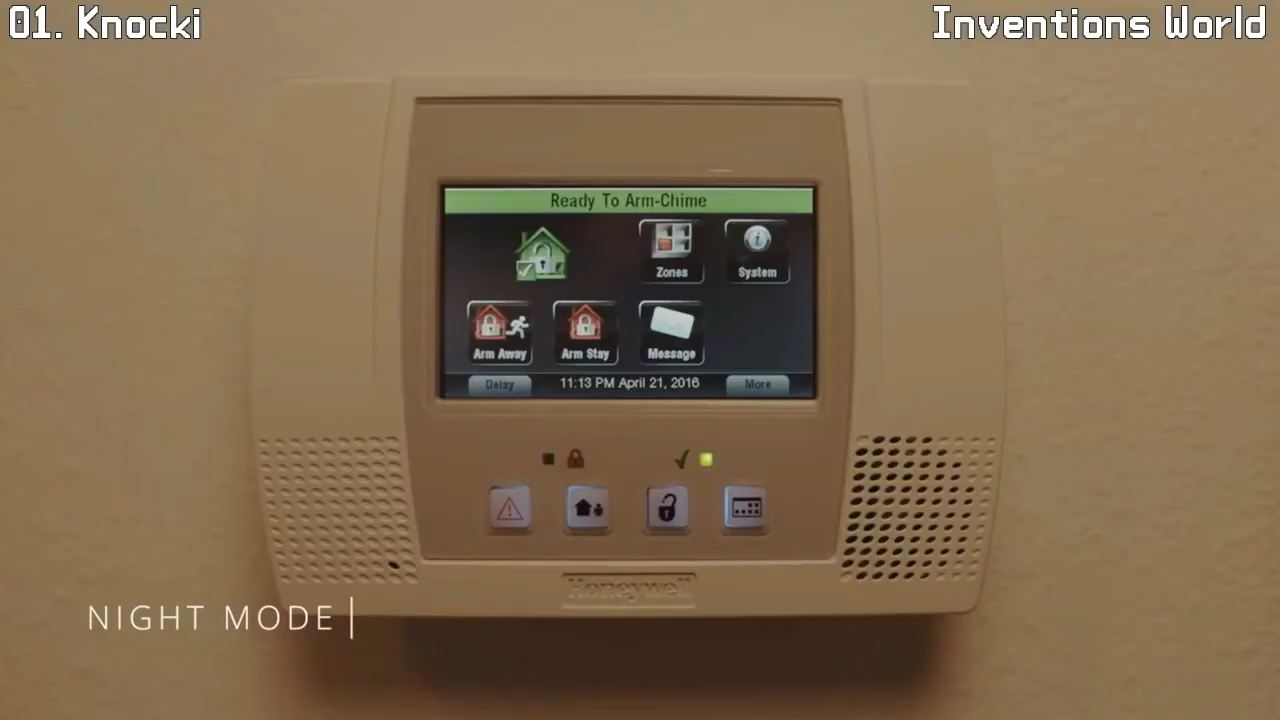 01. Knocki
Inventions World
Ready To Arm-Chime
Zones
System
Arm Away
Arm Stay
Message
Delay
11:13 PM April 21, 2016
More
Honeywell
NIGHT MODE